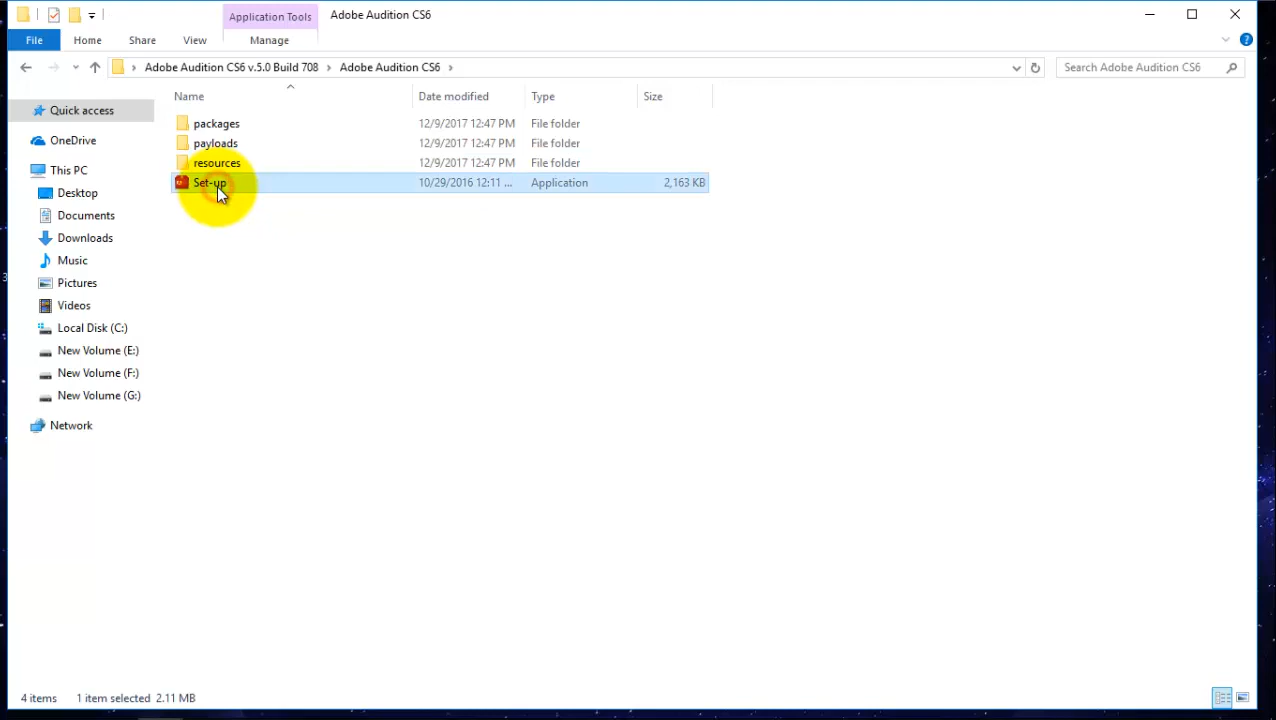 Application Tools Adobe Audition CS6
File Home Share View Manage
Adobe Audition CS6 v.5.0 Build 708 Adobe Audition CS6 Search Adobe Audition CS6
Name Date modified Type Size
Quick access
OneDrive
This PC
Desktop
Documents
Downloads
Music
Pictures
Videos
Local Disk (C:)
New Volume (E:)
New Volume (F:)
New Volume (G:)
Network
packages 12/9/2017 12:47 PM File folder
payloads 12/9/2017 12:47 PM File folder
resources 12/9/2017 12:47 PM File folder
Set-up 10/29/2016 12:11 ... Application 2,163 KB
4 items 1 item selected 2.11 MB